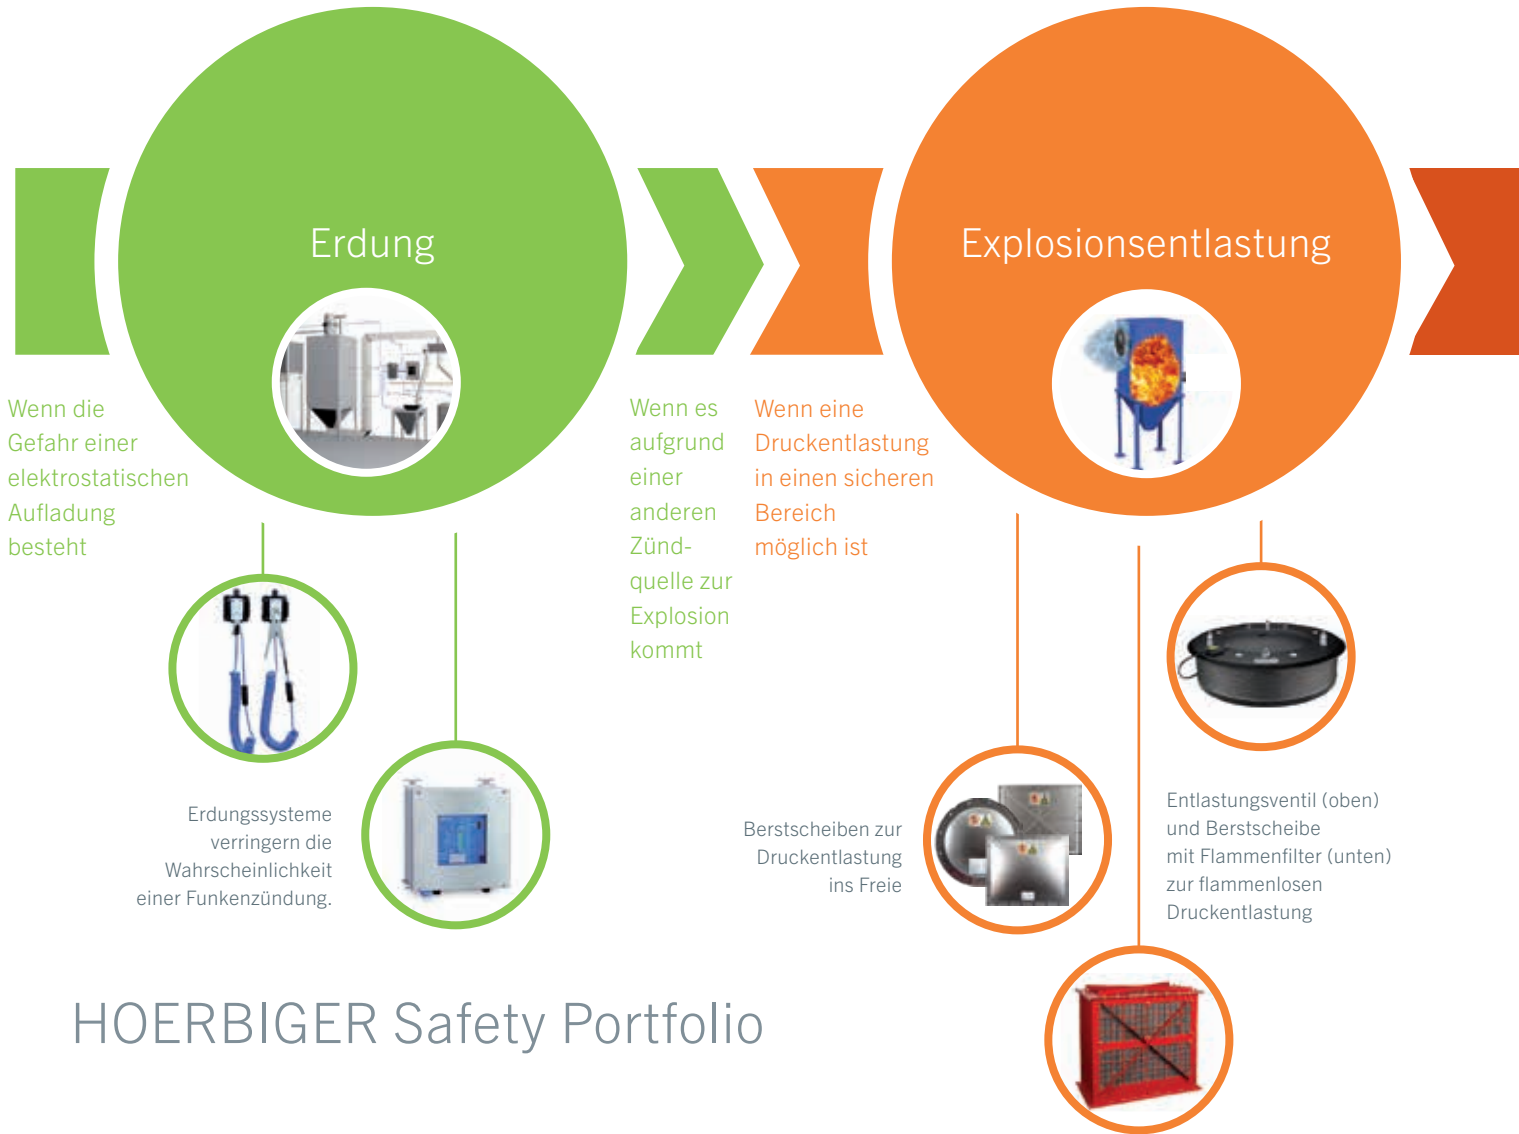 Erdung
Explosionsentlastung
Wenn die
Gefahr einer
elektrostatischen
Aufladung
besteht
Wenn es
aufgrund
einer
anderen
Zünd-
quelle zur
Explosion
kommt
Wenn eine
Druckentlastung
in einen sicheren
Bereich
möglich ist
Erdungssysteme
verringern die
Wahrscheinlichkeit
einer Funkenzündung.
Berstscheiben zur
Druckentlastung
ins Freie
Entlastungsventil (oben)
und Berstscheibe
mit Flammenfilter (unten)
zur flammenlosen
Druckentlastung
HOERBIGER Safety Portfolio